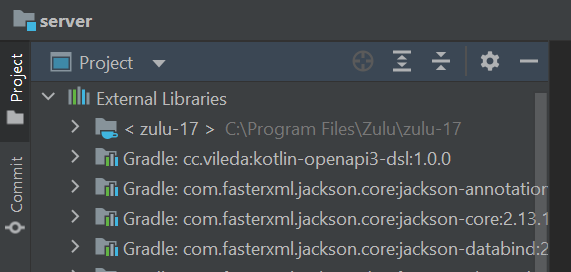 server
Project
Project
Commit
External Libraries
< zulu-17 > C:\Program Files\Zulu\zulu-17
Gradle: cc.vileda:kotlin-openapi3-dsl:1.0.0
Gradle: com.fasterxml.jackson.core:jackson-annotation
Gradle: com.fasterxml.jackson.core:jackson-core:2.13.1
Gradle: com.fasterxml.jackson.core:jackson-databind:2